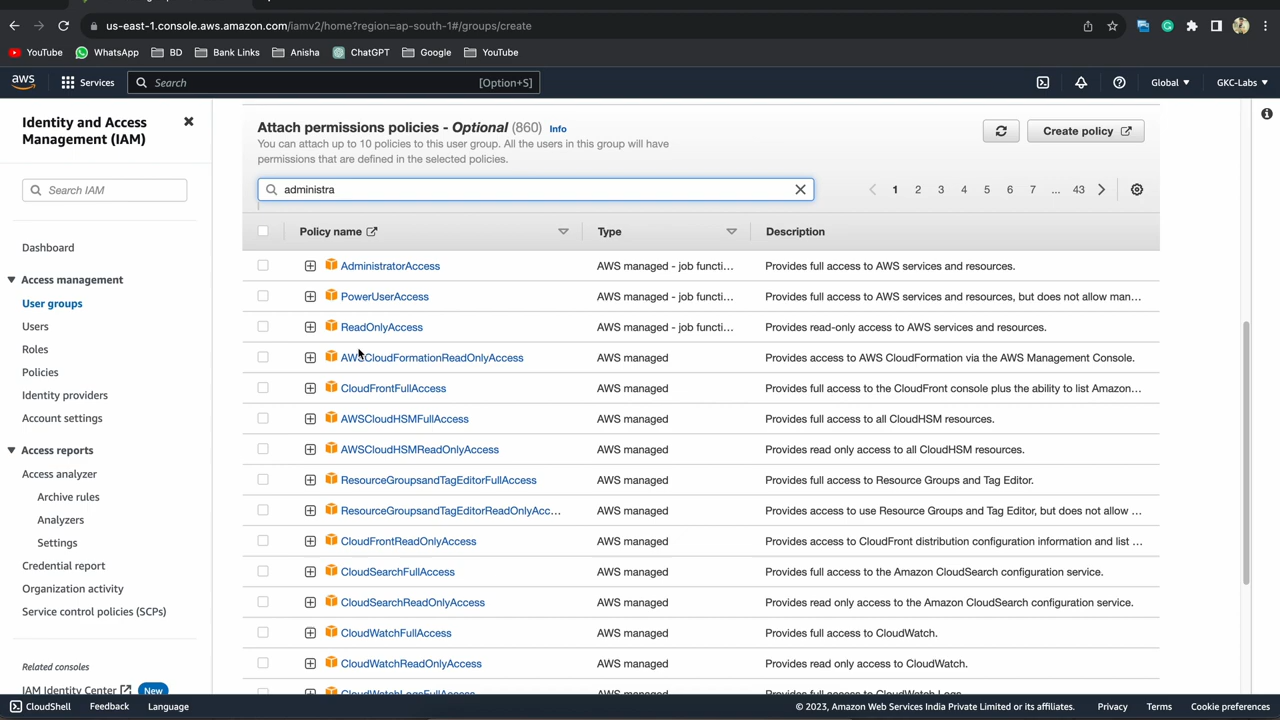 us-east-1.console.aws.amazon.com/iamv2/home?region=ap-south-1#/groups/create
YouTube WhatsApp BD Bank Links Anisha ChatGPT Google YouTube
aws Services Search [Option+S] Global GKC-Labs
Identity and Access Management (IAM)
Search IAM
Dashboard
Access management
User groups
Users
Roles
Policies
Identity providers
Account settings
Access reports
Access analyzer
Archive rules
Analyzers
Settings
Credential report
Organization activity
Service control policies (SCPs)
Related consoles
IAM Identity Center New
Attach permissions policies - Optional (860) Info
You can attach up to 10 policies to this user group. All the users in this group will have
permissions that are defined in the selected policies.
Create policy
administra
1 2 3 4 5 6 7 ... 43
Policy name Type Description
AdministratorAccess AWS managed - job functi... Provides full access to AWS services and resources.
PowerUserAccess AWS managed - job functi... Provides full access to AWS services and resources, but does not allow man...
ReadOnlyAccess AWS managed - job functi... Provides read-only access to AWS services and resources.
AWSCloudFormationReadOnlyAccess AWS managed Provides access to AWS CloudFormation via the AWS Management Console.
CloudFrontFullAccess AWS managed Provides full access to the CloudFront console plus the ability to list Amazon...
AWSCloudHSMFullAccess AWS managed Provides full access to all CloudHSM resources.
AWSCloudHSMReadOnlyAccess AWS managed Provides read only access to all CloudHSM resources.
ResourceGroupsandTagEditorFullAccess AWS managed Provides full access to Resource Groups and Tag Editor.
ResourceGroupsandTagEditorReadOnlyAcc... AWS managed Provides access to use Resource Groups and Tag Editor, but does not allow ...
CloudFrontReadOnlyAccess AWS managed Provides access to CloudFront distribution configuration information and list ...
CloudSearchFullAccess AWS managed Provides full access to the Amazon CloudSearch configuration service.
CloudSearchReadOnlyAccess AWS managed Provides read only access to the Amazon CloudSearch configuration service.
CloudWatchFullAccess AWS managed Provides full access to CloudWatch.
CloudWatchReadOnlyAccess AWS managed Provides read only access to CloudWatch.
CloudWatchLogsFullAccess AWS managed Provides full access to CloudWatch Logs
CloudShell Feedback Language © 2023, Amazon Web Services India Private Limited or its affiliates. Privacy Terms Cookie preferences